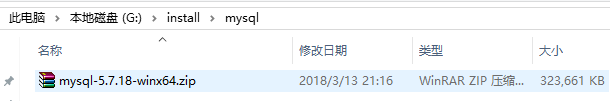 此电脑 › 本地磁盘 (G:) › install › mysql
名称 修改日期 类型 大小
mysql-5.7.18-winx64.zip 2018/3/13 21:16 WinRAR ZIP 压缩... 323,661 KB